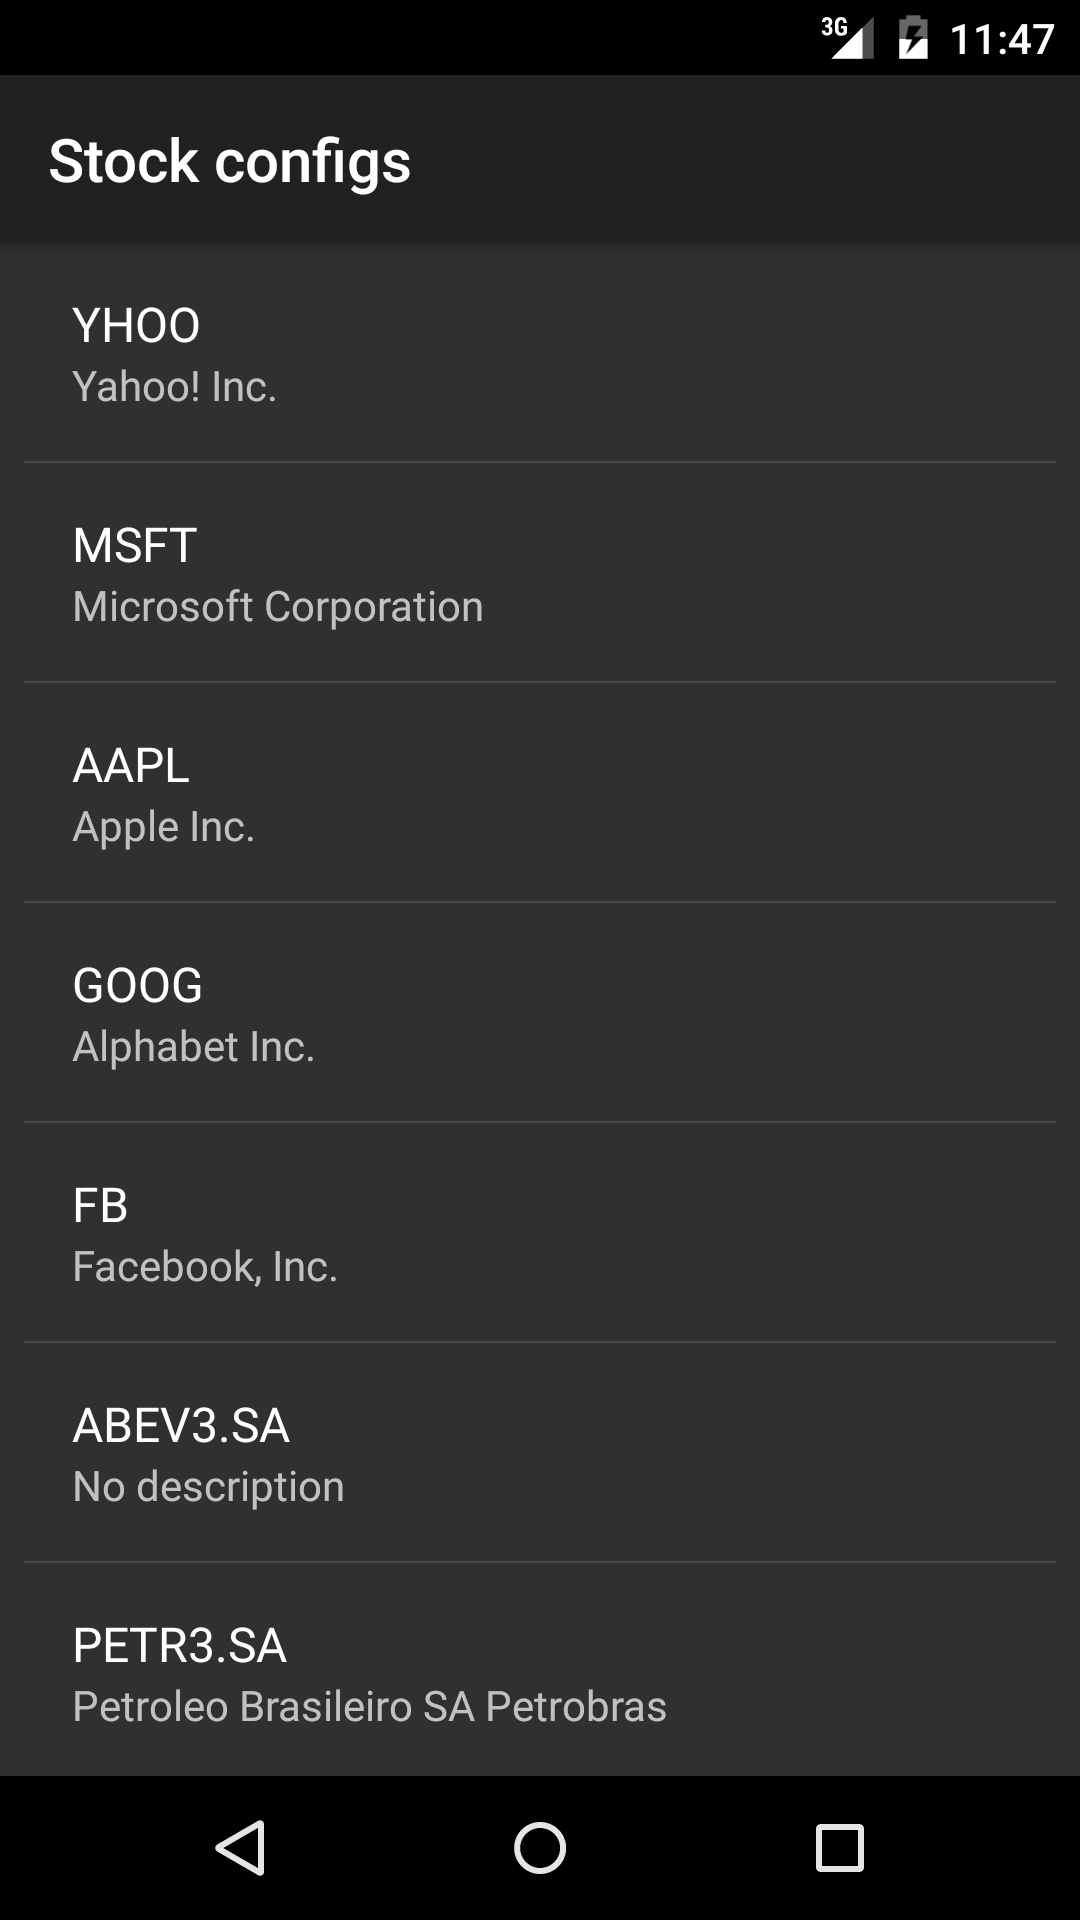 3G 11:47
Stock configs
YHOO
Yahoo! Inc.
MSFT
Microsoft Corporation
AAPL
Apple Inc.
GOOG
Alphabet Inc.
FB
Facebook, Inc.
ABEV3.SA
No description
PETR3.SA
Petroleo Brasileiro SA Petrobras